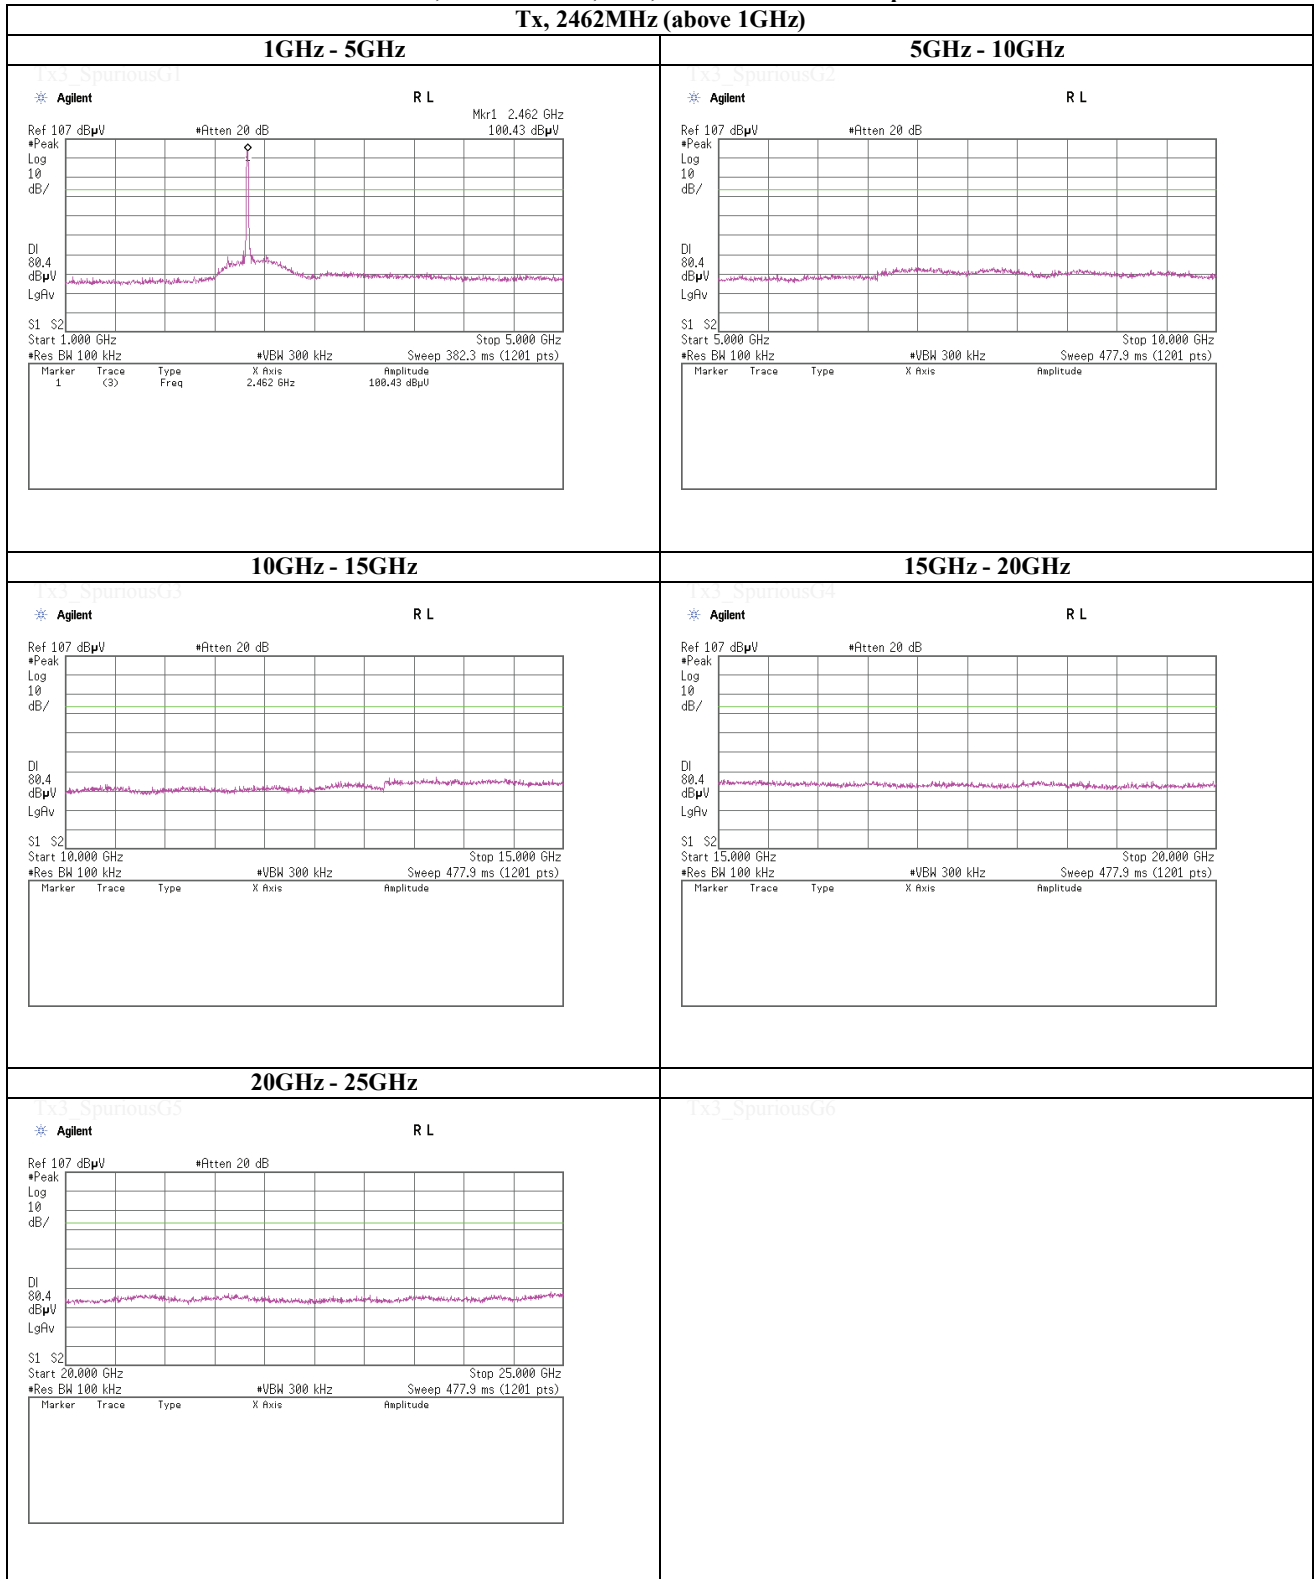 Tx, 2462MHz (above 1GHz)
1GHz - 5GHz
Tx3_SpuriousG1
Agilent R L
Mkr1 2.462 GHz
Ref 107 dBµV #Atten 20 dB 100.43 dBµV
#Peak
Log
10
dB/
DI
80.4
dBµV
LgAv
S1 S2
Start 1.000 GHz Stop 5.000 GHz
#Res BW 100 kHz #VBW 300 kHz Sweep 382.3 ms (1201 pts)
Marker Trace Type X Axis Amplitude
1 (3) Freq 2.462 GHz 100.43 dBµV
5GHz - 10GHz
Tx3_SpuriousG2
Agilent R L
Ref 107 dBµV #Atten 20 dB
#Peak
Log
10
dB/
DI
80.4
dBµV
LgAv
S1 S2
Start 5.000 GHz Stop 10.000 GHz
#Res BW 100 kHz #VBW 300 kHz Sweep 477.9 ms (1201 pts)
Marker Trace Type X Axis Amplitude
10GHz - 15GHz
Tx3_SpuriousG3
Agilent R L
Ref 107 dBµV #Atten 20 dB
#Peak
Log
10
dB/
DI
80.4
dBµV
LgAv
S1 S2
Start 10.000 GHz Stop 15.000 GHz
#Res BW 100 kHz #VBW 300 kHz Sweep 477.9 ms (1201 pts)
Marker Trace Type X Axis Amplitude
15GHz - 20GHz
Tx3_SpuriousG4
Agilent R L
Ref 107 dBµV #Atten 20 dB
#Peak
Log
10
dB/
DI
80.4
dBµV
LgAv
S1 S2
Start 15.000 GHz Stop 20.000 GHz
#Res BW 100 kHz #VBW 300 kHz Sweep 477.9 ms (1201 pts)
Marker Trace Type X Axis Amplitude
20GHz - 25GHz
Tx3_SpuriousG5
Agilent R L
Ref 107 dBµV #Atten 20 dB
#Peak
Log
10
dB/
DI
80.4
dBµV
LgAv
S1 S2
Start 20.000 GHz Stop 25.000 GHz
#Res BW 100 kHz #VBW 300 kHz Sweep 477.9 ms (1201 pts)
Marker Trace Type X Axis Amplitude
Tx3_SpuriousG6